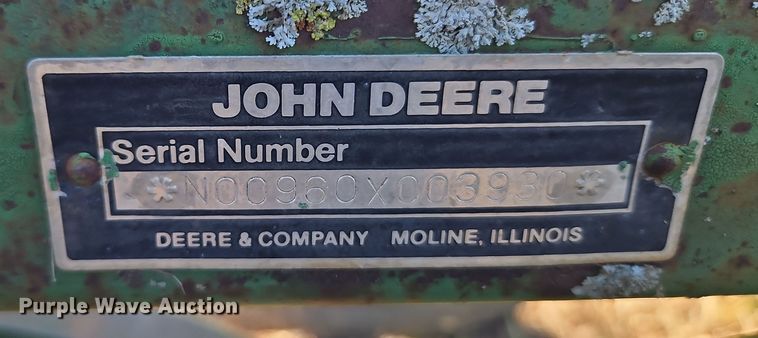 JOHN DEERE
Serial Number
*N00960X003930*
DEERE & COMPANY MOLINE, ILLINOIS
Purple Wave Auction